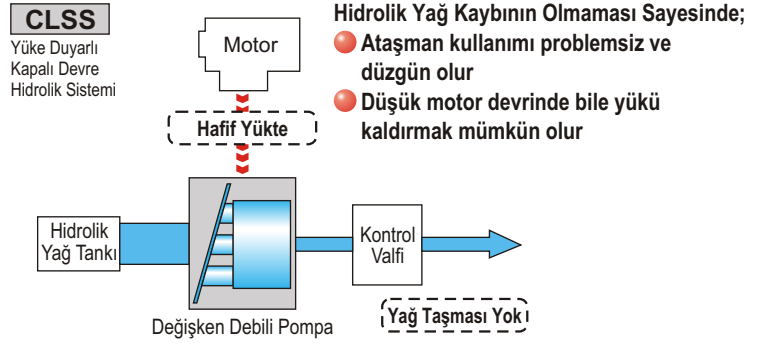 CLSS
Yüke Duyarlı
Kapalı Devre
Hidrolik Sistemi
Motor
Hafif Yükte
Hidrolik Yağ Kaybının Olmaması Sayesinde;
Ataşman kullanımı problemsiz ve
düzgün olur
Düşük motor devrinde bile yükü
kaldırmak mümkün olur
Hidrolik
Yağ Tankı
Kontrol
Valfi
Değişken Debili Pompa
Yağ Taşması Yok